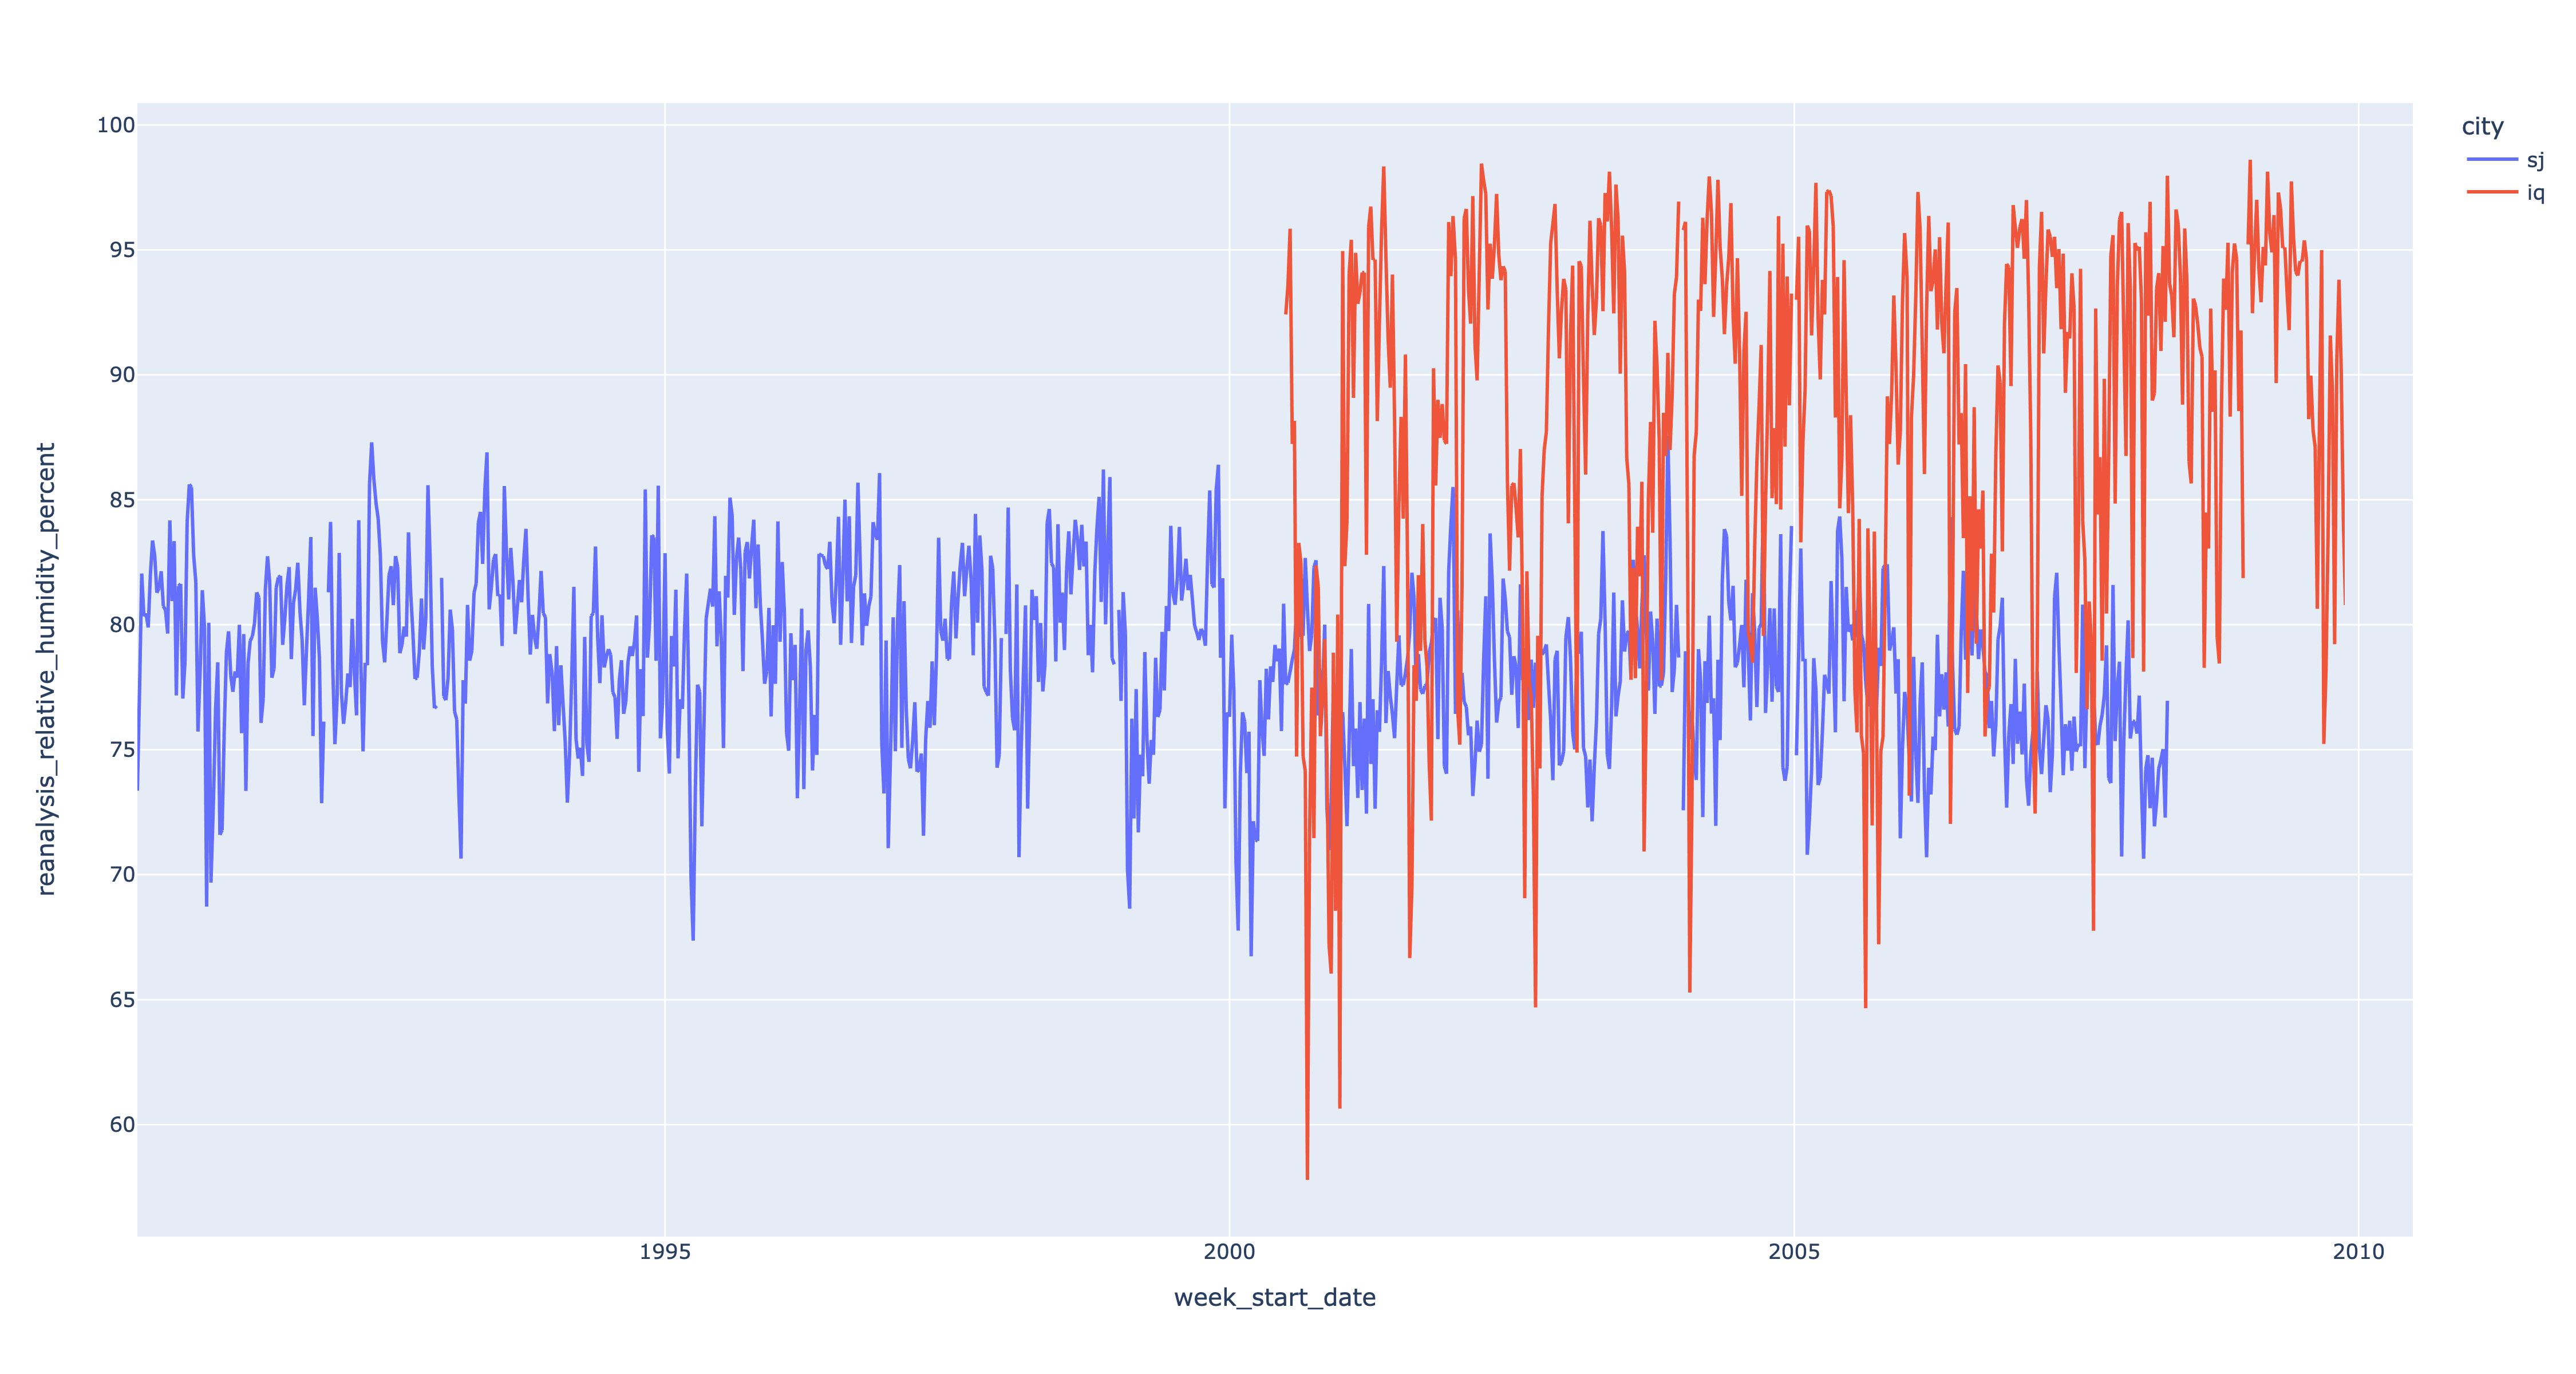 100
95
90
85
80
75
70
65
60
reanalysis_relative_humidity_percent
1995
2000
2005
2010
week_start_date
city
sj
iq